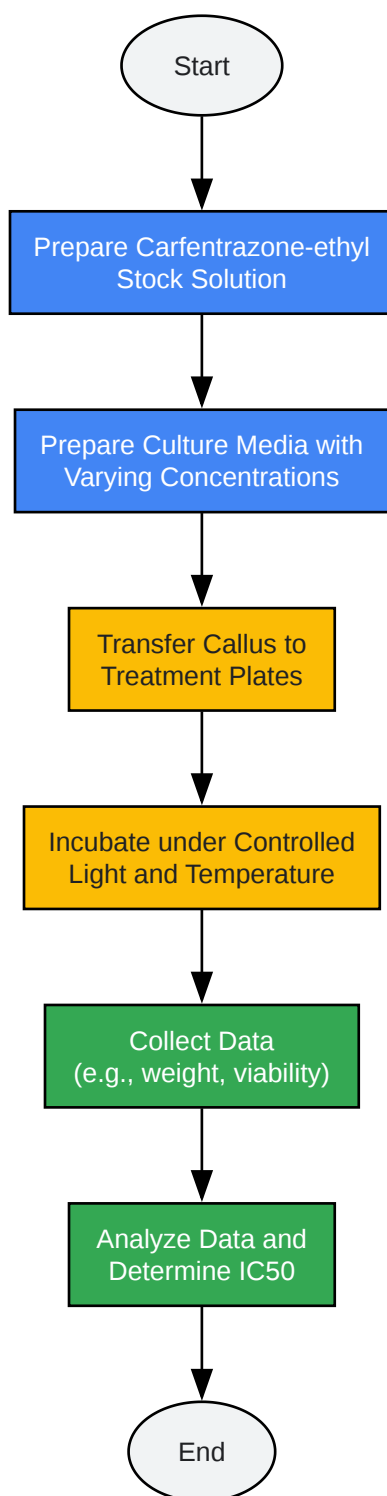 Start
Prepare Carfentrazone-ethyl
Stock Solution
Prepare Culture Media with
Varying Concentrations
Transfer Callus to
Treatment Plates
Incubate under Controlled
Light and Temperature
Collect Data
(e.g., weight, viability)
Analyze Data and
Determine IC50
End